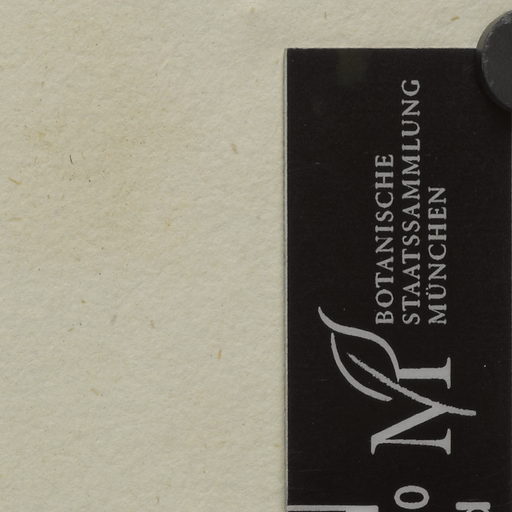 BOTANISCHE
STAATSSAMMLUNG
MÜNCHEN
M